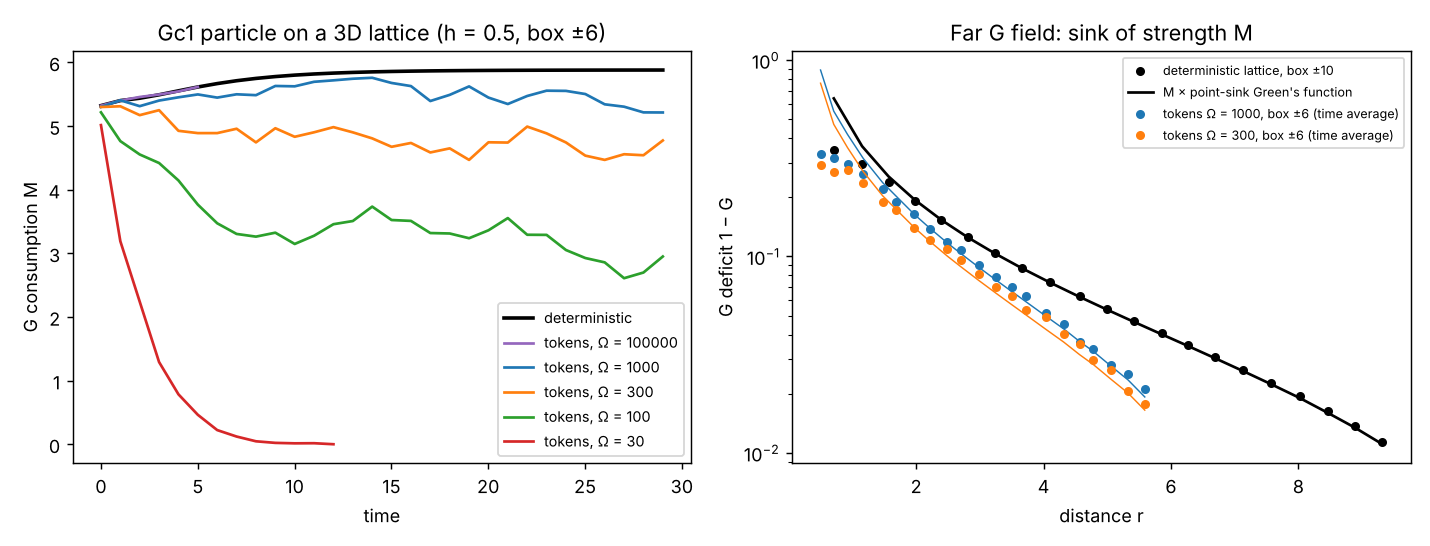 Gc1 particle on a 3D lattice (h = 0.5, box ±6)
6
5
4
3
2
1
0
G consumption M
0
5
10
15
20
25
30
time
deterministic
tokens, Ω = 100000
tokens, Ω = 1000
tokens, Ω = 300
tokens, Ω = 100
tokens, Ω = 30
Far G field: sink of strength M
10⁰
10⁻¹
10⁻²
G deficit 1 − G
2
4
6
8
distance r
deterministic lattice, box ±10
M × point-sink Green's function
tokens Ω = 1000, box ±6 (time average)
tokens Ω = 300, box ±6 (time average)